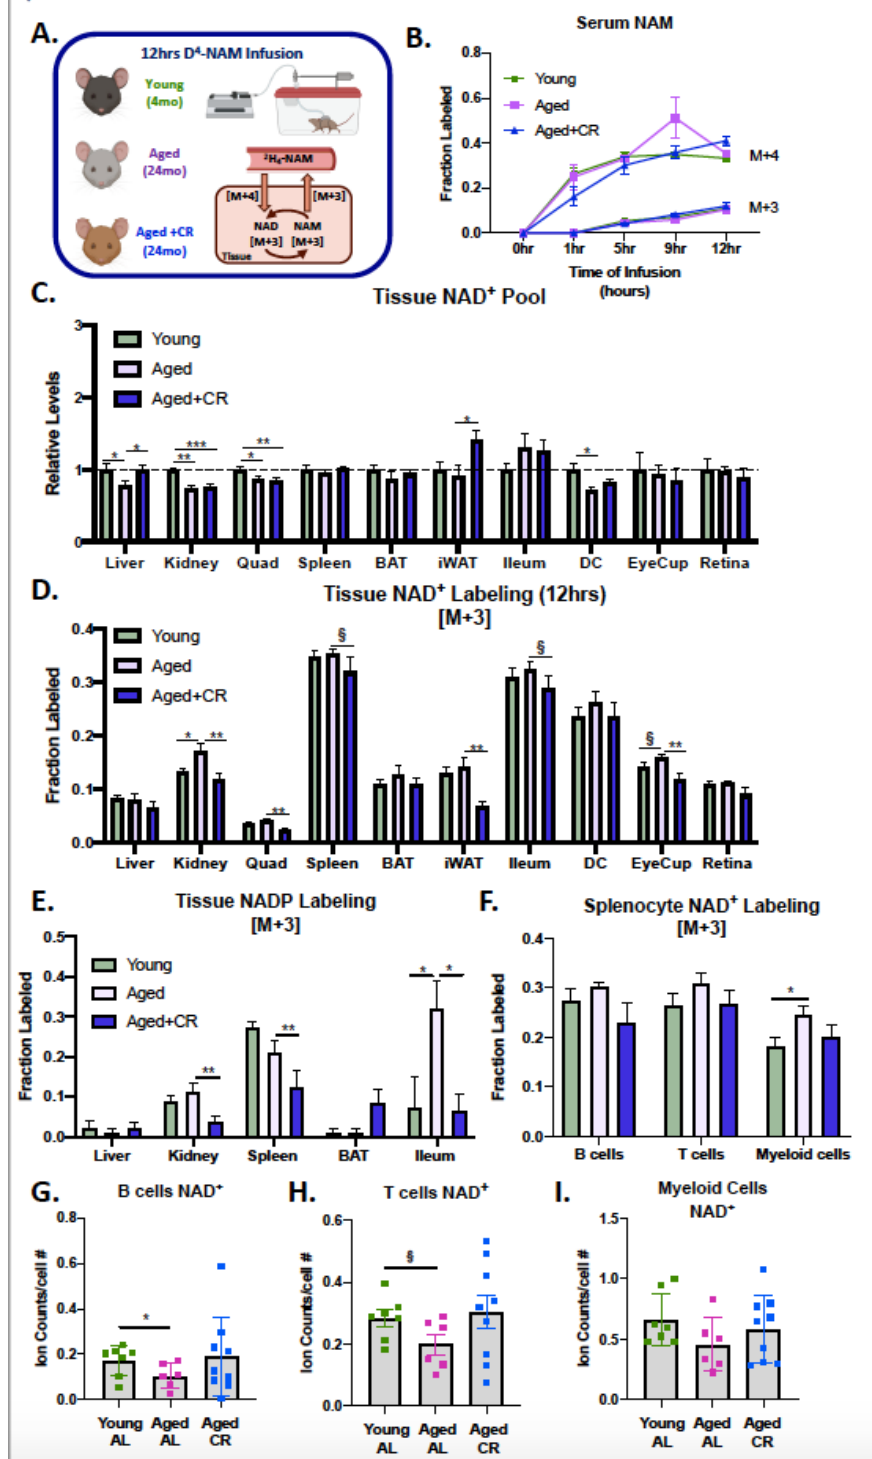 A.
12hrs D⁴-NAM Infusion
Young
(4mo)
Aged
(24mo)
Aged +CR
(24mo)
²H₄-NAM
[M+4]
[M+3]
NAD
NAM
[M+3]
[M+3]
Tissue
B.
Serum NAM
Fraction Labeled
0.8
0.6
0.4
0.2
0.0
Young
Aged
Aged+CR
M+4
M+3
0hr 1hr 5hr 9hr 12hr
Time of Infusion
(hours)
C.
Tissue NAD⁺ Pool
Relative Levels
3
2
1
0
Young
Aged
Aged+CR
* *
** ***
* **
*
*
Liver Kidney Quad Spleen BAT iWAT Ileum DC EyeCup Retina
D.
Tissue NAD⁺ Labeling (12hrs)
[M+3]
Fraction Labeled
0.4
0.3
0.2
0.1
0.0
Young
Aged
Aged+CR
* **
**
§
**
§
§ **
Liver Kidney Quad Spleen BAT iWAT Ileum DC EyeCup Retina
E.
Tissue NADP Labeling
[M+3]
Fraction Labeled
0.5
0.4
0.3
0.2
0.1
0.0
Young
Aged
Aged+CR
**
**
* *
Liver Kidney Spleen BAT Ileum
F.
Splenocyte NAD⁺ Labeling
[M+3]
Fraction Labeled
0.4
0.3
0.2
0.1
0.0
*
B cells T cells Myeloid cells
G.
B cells NAD⁺
Ion Counts/cell #
0.8
0.6
0.4
0.2
0.0
*
Young Aged Aged
AL AL CR
H.
T cells NAD⁺
Ion Counts/cell #
0.6
0.4
0.2
0.0
§
Young Aged Aged
AL AL CR
I.
Myeloid Cells
NAD⁺
Ion Counts/cell #
1.5
1.0
0.5
0.0
Young Aged Aged
AL AL CR